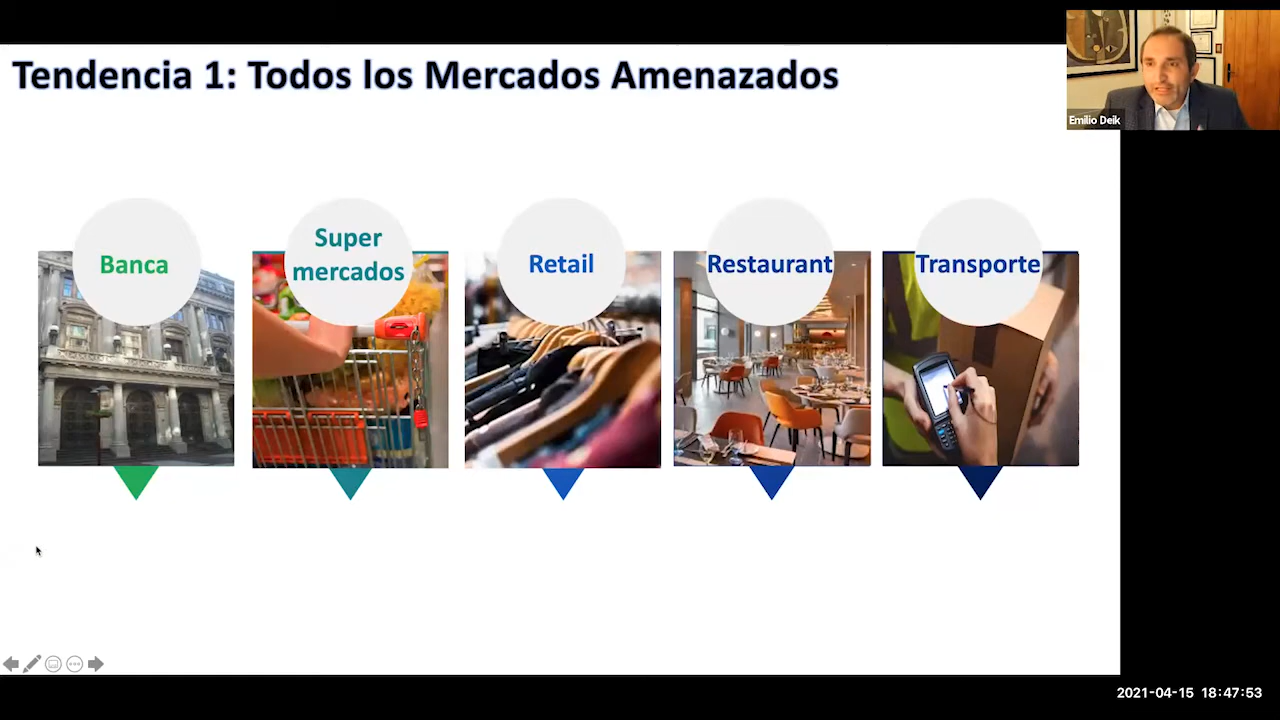 Tendencia 1: Todos los Mercados Amenazados
Emilio Deik
Banca
Super
mercados
Retail
Restaurant
Transporte
2021-04-15 18:47:53